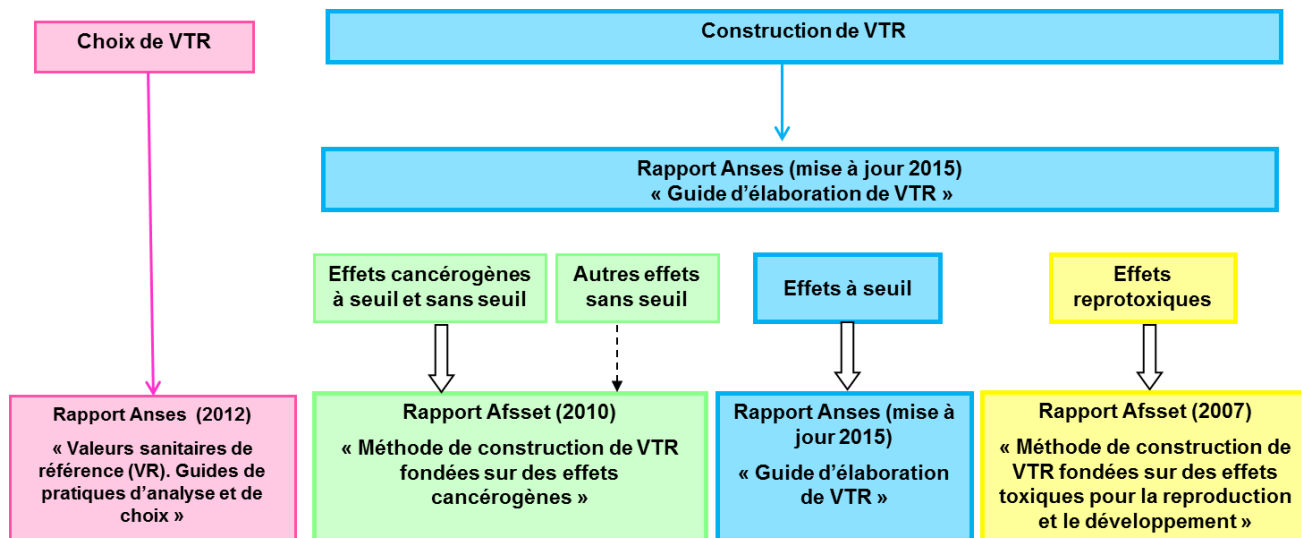 Choix de VTR
Construction de VTR
Rapport Anses (mise à jour 2015)
« Guide d’élaboration de VTR »
Effets cancérogènes
à seuil et sans seuil
Autres effets
sans seuil
Effets à seuil
Effets
reprotoxiques
Rapport Anses (2012)
« Valeurs sanitaires de
référence (VR). Guides de
pratiques d’analyse et de
choix »
Rapport Afsset (2010)
« Méthode de construction de VTR
fondées sur des effets
cancérogènes »
Rapport Anses (mise à
jour 2015)
« Guide d’élaboration
de VTR »
Rapport Afsset (2007)
« Méthode de construction de
VTR fondées sur des effets
toxiques pour la reproduction
et le développement »